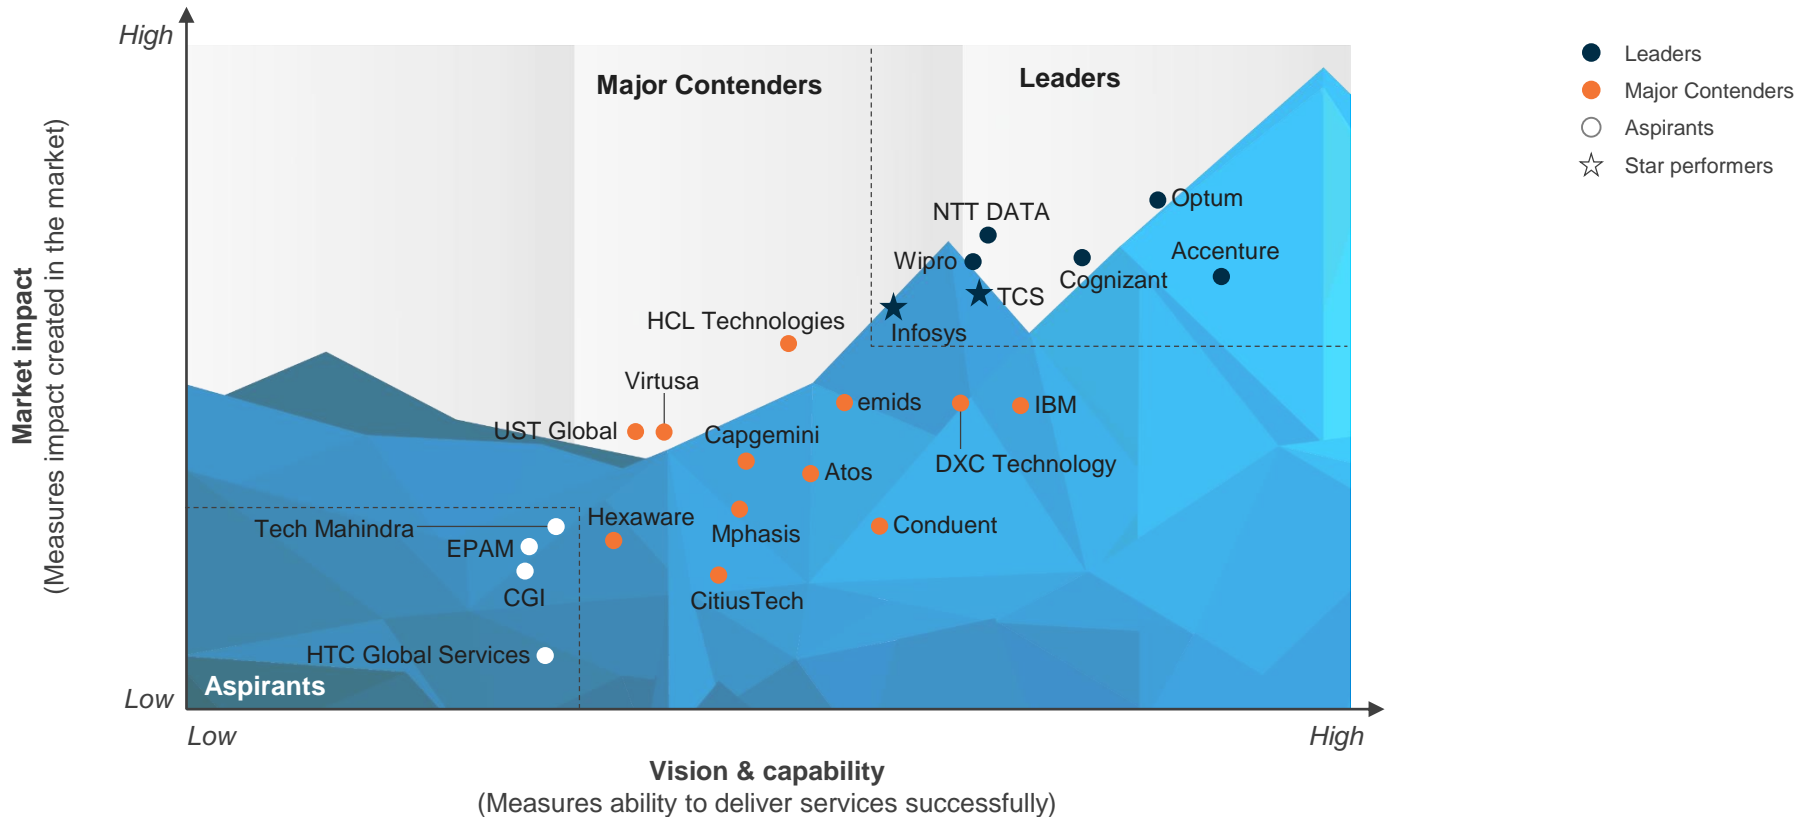 High
Major Contenders
Leaders
Leaders
Major Contenders
Aspirants
Star performers
Market impact
(Measures impact created in the market)
Optum
NTT DATA
Accenture
Wipro
Cognizant
TCS
Infosys
HCL Technologies
Virtusa
emids
IBM
UST Global
Capgemini
DXC Technology
Atos
Hexaware
Conduent
Tech Mahindra
Mphasis
EPAM
CGI
CitiusTech
HTC Global Services
Aspirants
Low
Low
High
Vision & capability
(Measures ability to deliver services successfully)